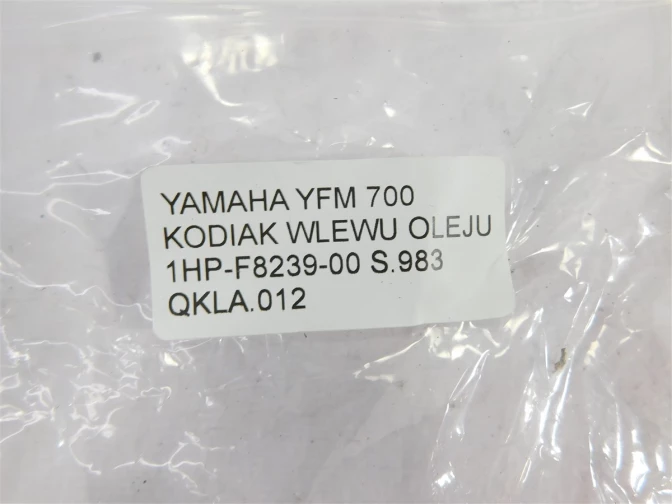 YAMAHA YFM 700
KODIAK WLEWU OLEJU
1HP-F8239-00 S.983
QKLA.012